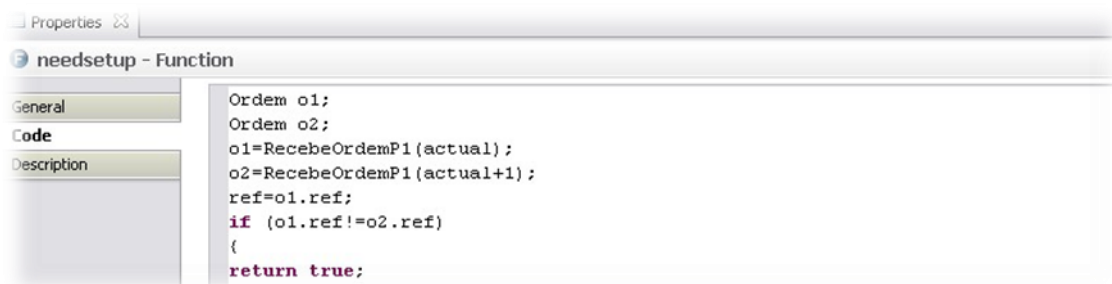 Properties
needsetup - Function
General
Code
Description
Ordem o1;
Ordem o2;
o1=RecebeOrdemP1(actual);
o2=RecebeOrdemP1(actual+1);
ref=o1.ref;
if (o1.ref!=o2.ref)
{
return true;